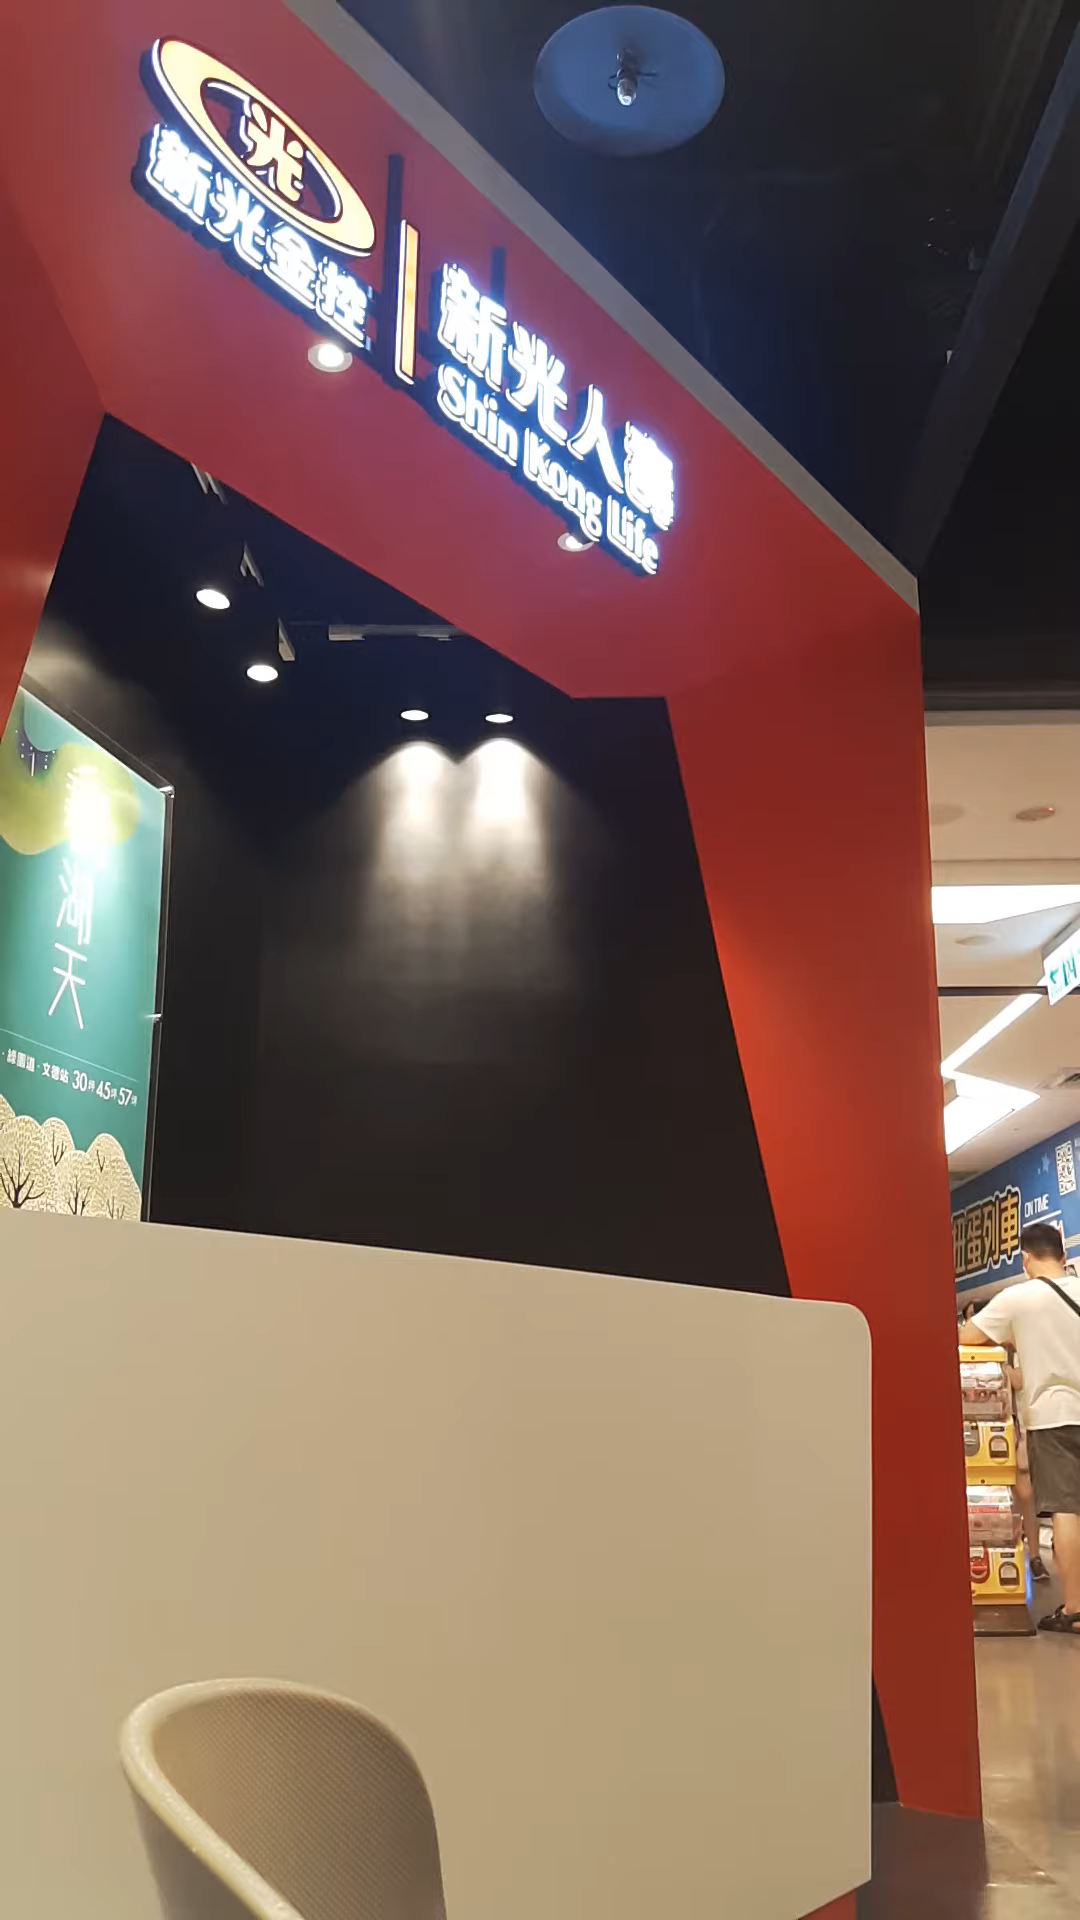 光
新光金控
新光人壽
Shin Kong Life
湖天
·綠園道·文德站 30坪 45坪 57坪
扭蛋列車
ON TIME